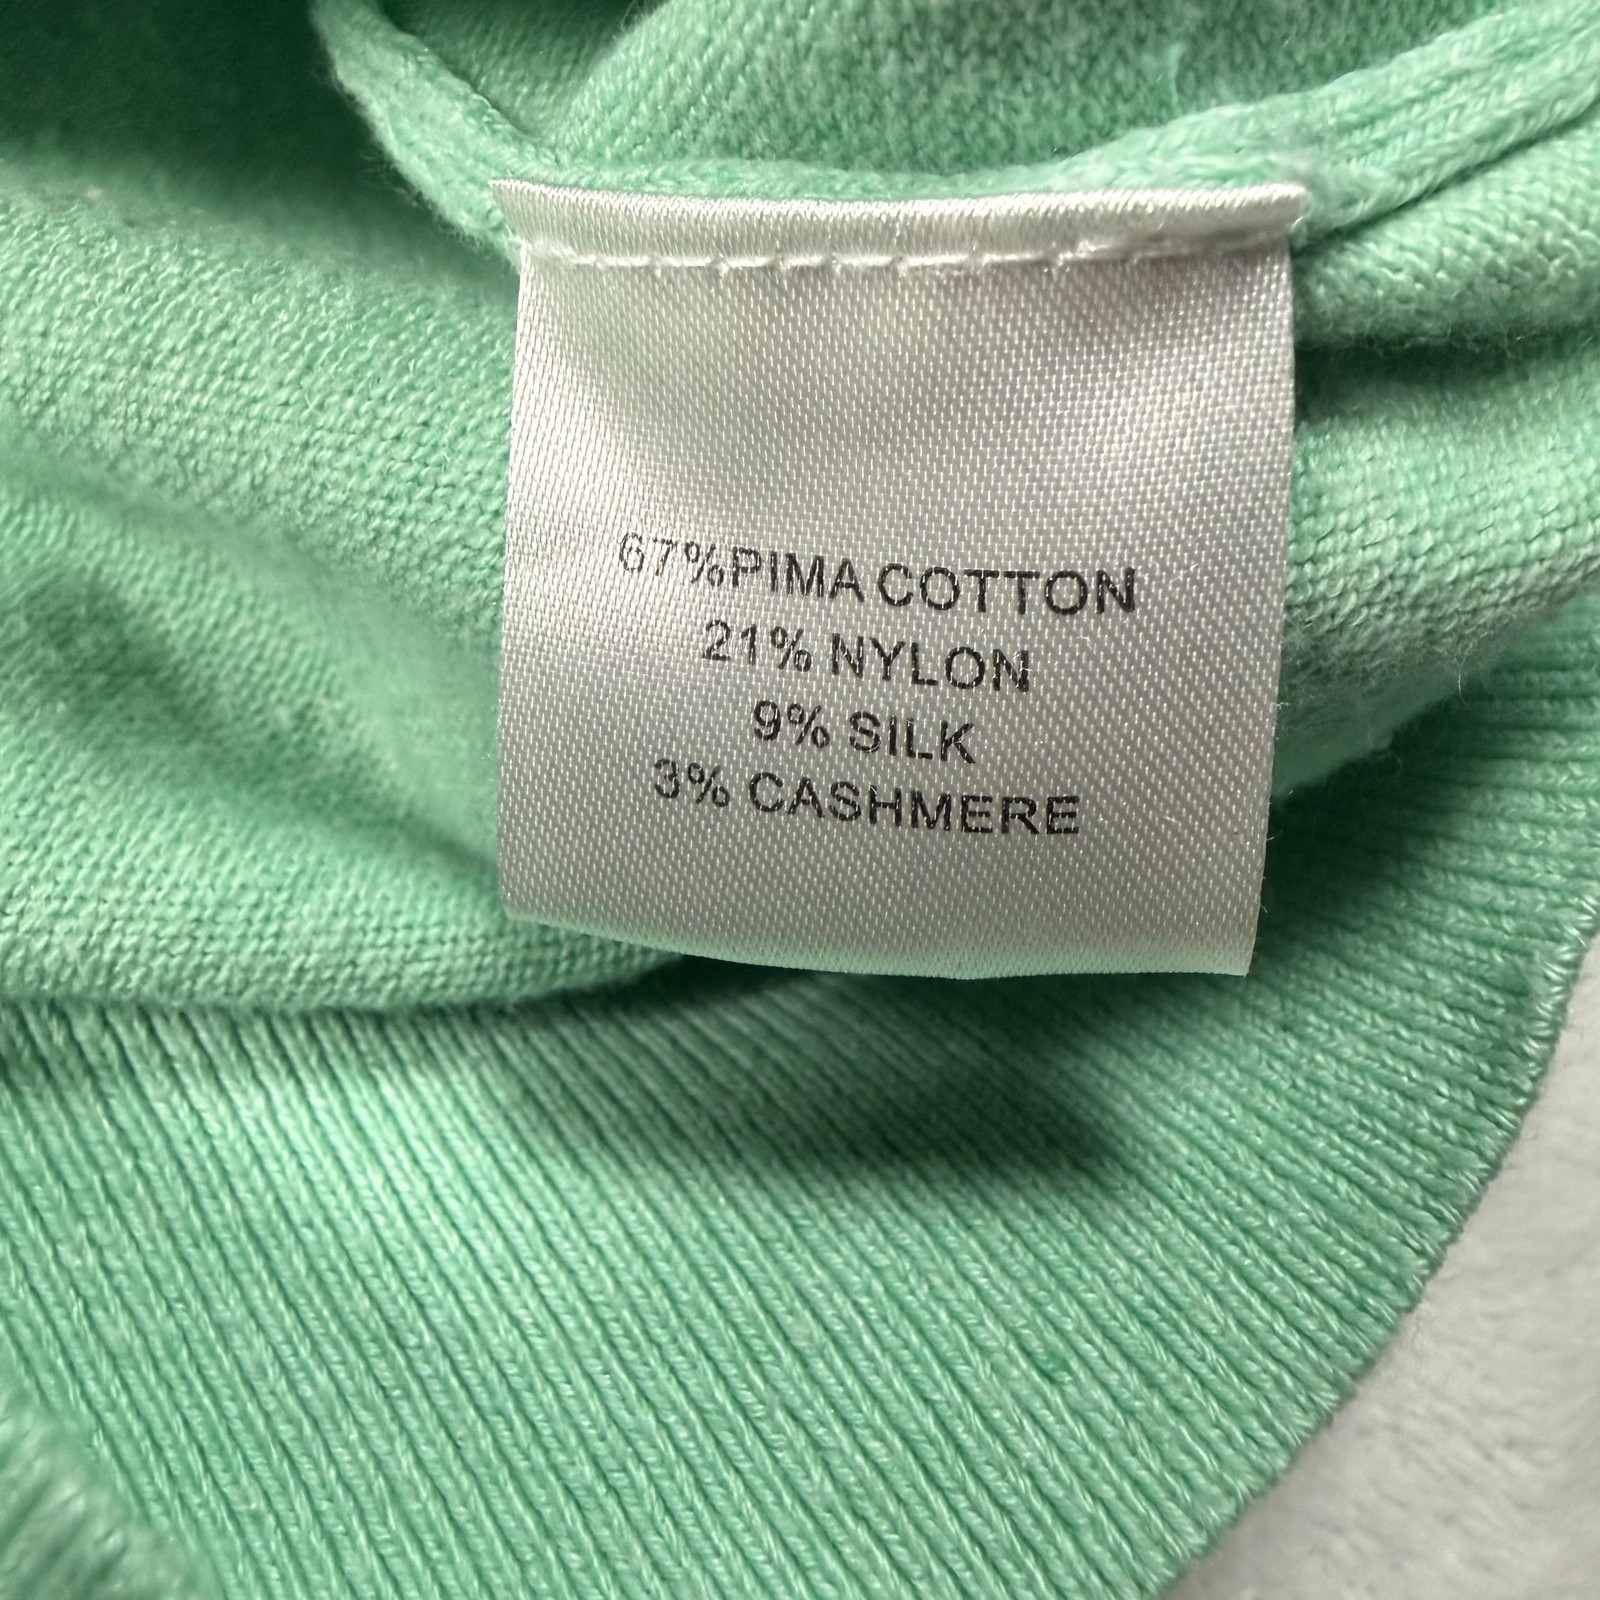 67%PIMA COTTON
21% NYLON
9% SILK
3% CASHMERE